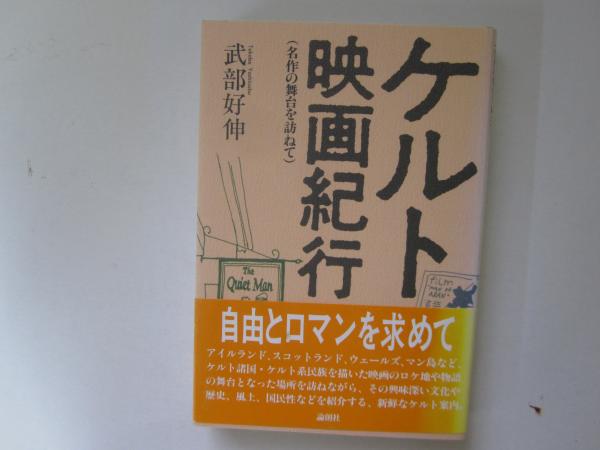 ケルト
映画紀行
(名作の舞台を訪ねて)
武部好伸
Takebe Yoshinobu
The
Quiet Man
film
MAN OF
ARAN
自由とロマンを求めて
アイルランド、スコットランド、ウェールズ、マン島など、
ケルト諸国・ケルト系民族を描いた映画のロケ地や物語
の舞台となった場所を訪ねながら、その興味深い文化や
歴史、風土、国民性などを紹介する、新鮮なケルト案内。
論創社